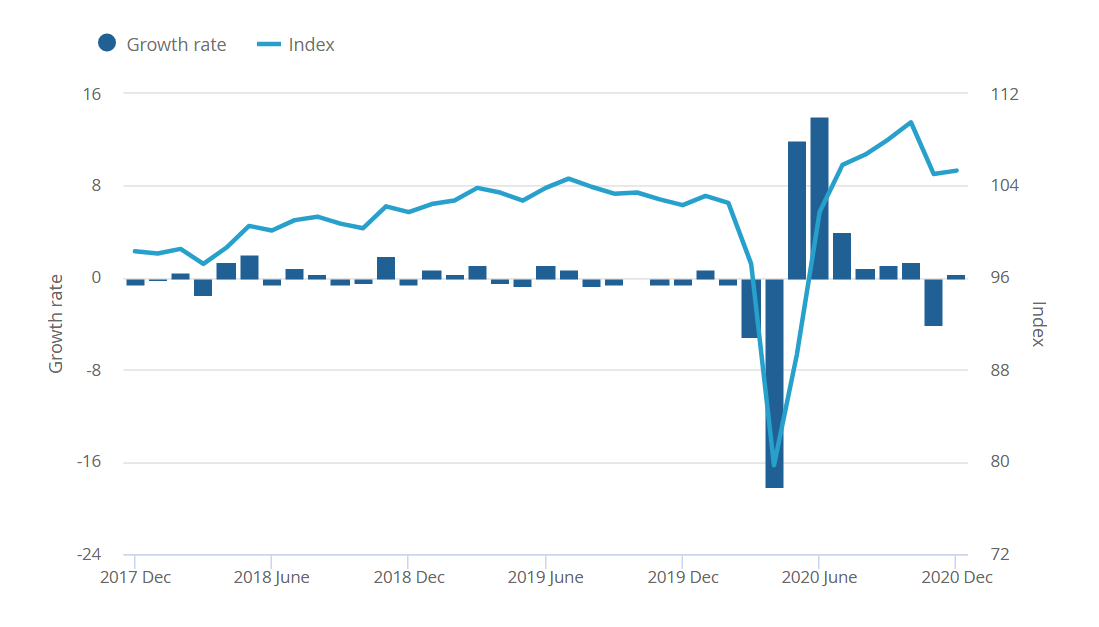 Growth rate
Index
16
8
0
-8
-16
-24
Growth rate
112
104
96
88
80
72
Index
2017 Dec
2018 June
2018 Dec
2019 June
2019 Dec
2020 June
2020 Dec